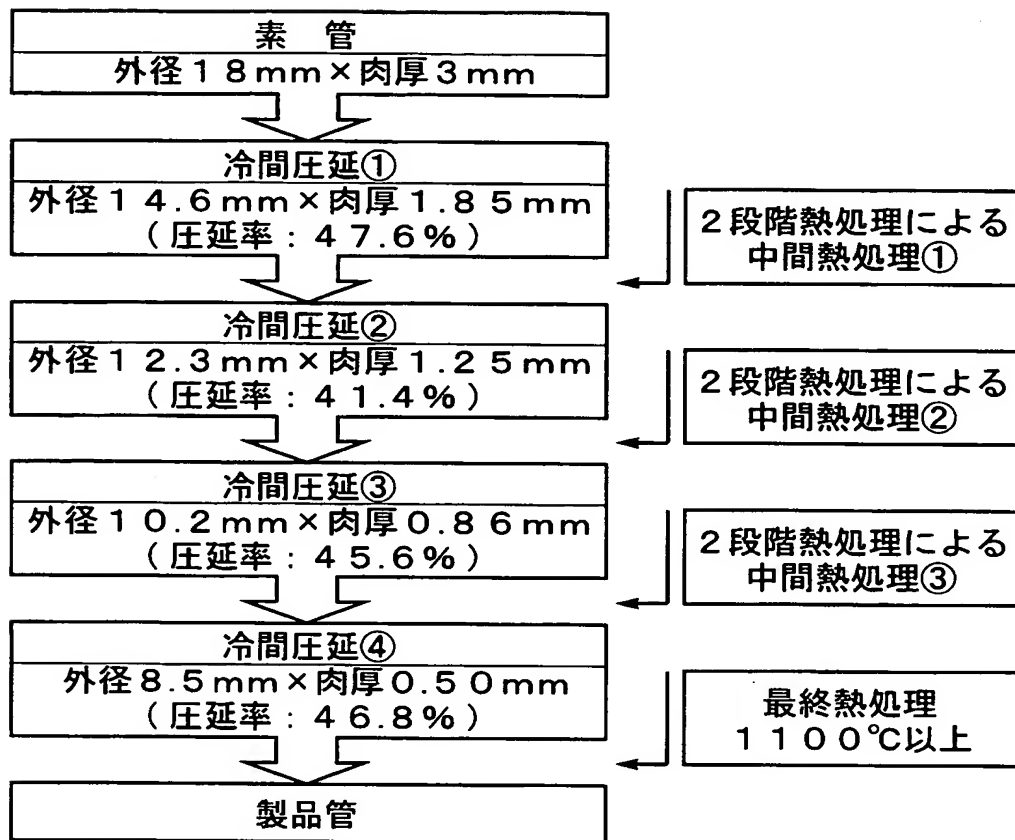 素 管
外径18mm×肉厚3mm
冷間圧延①
外径14.6mm×肉厚1.85mm
(圧延率:47.6%)
2段階熱処理による
中間熱処理①
冷間圧延②
外径12.3mm×肉厚1.25mm
(圧延率:41.4%)
2段階熱処理による
中間熱処理②
冷間圧延③
外径10.2mm×肉厚0.86mm
(圧延率:45.6%)
2段階熱処理による
中間熱処理③
冷間圧延④
外径8.5mm×肉厚0.50mm
(圧延率:46.8%)
最終熱処理
1100℃以上
製品管